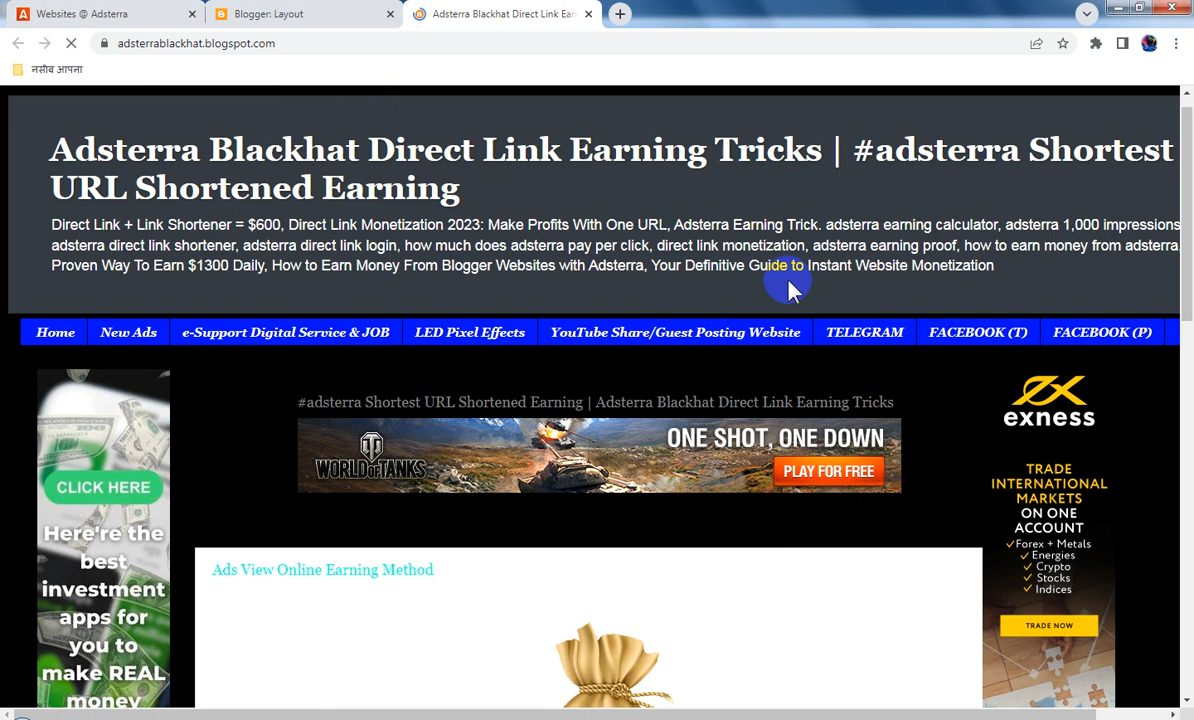 Websites @ Adsterra
Blogger: Layout
Adsterra Blackhat Direct Link Earn
adsterrablackhat.blogspot.com
नसीब आपना
Adsterra Blackhat Direct Link Earning Tricks | #adsterra Shortest
URL Shortened Earning
Direct Link + Link Shortener = $600, Direct Link Monetization 2023: Make Profits With One URL, Adsterra Earning Trick. adsterra earning calculator, adsterra 1,000 impressions
adsterra direct link shortener, adsterra direct link login, how much does adsterra pay per click, direct link monetization, adsterra earning proof, how to earn money from adsterra,
Proven Way To Earn $1300 Daily, How to Earn Money From Blogger Websites with Adsterra, Your Definitive Guide to Instant Website Monetization
Home New Ads e-Support Digital Service & JOB LED Pixel Effects YouTube Share/Guest Posting Website TELEGRAM FACEBOOK (T) FACEBOOK (P)
#adsterra Shortest URL Shortened Earning | Adsterra Blackhat Direct Link Earning Tricks
WORLD OF TANKS
ONE SHOT, ONE DOWN
PLAY FOR FREE
CLICK HERE
Here're the
best
investment
apps for
you to
make REAL
money
Ads View Online Earning Method
ex
exness
TRADE
INTERNATIONAL
MARKETS
ON ONE
ACCOUNT
Forex + Metals
Energies
Crypto
Stocks
Indices
TRADE NOW